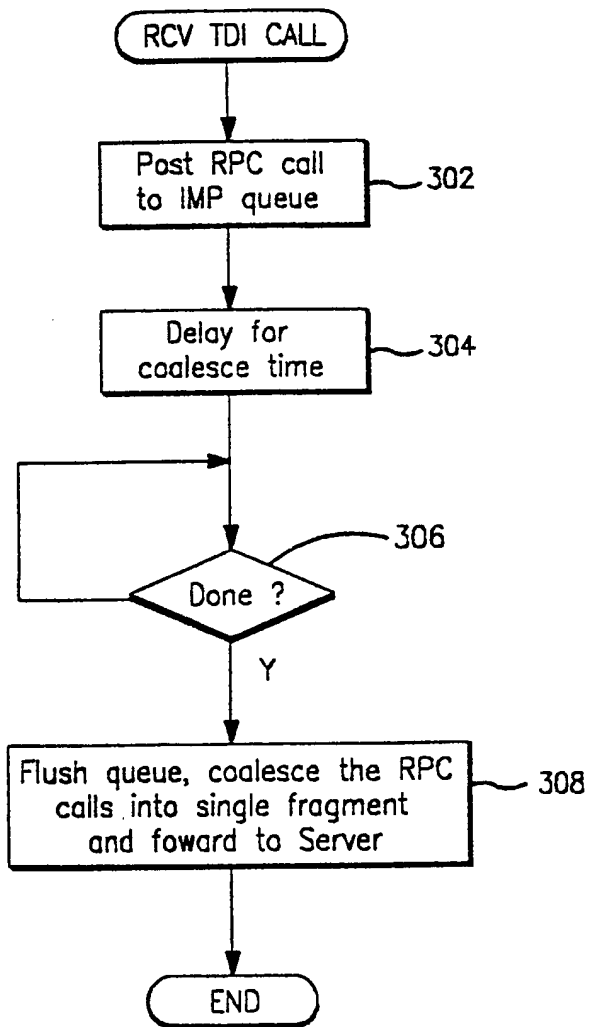 RCV TDI CALL
Post RPC call
to IMP queue
302
Delay for
coalesce time
304
306
Done ?
Y
Flush queue, coalesce the RPC
calls into single fragment
and foward to Server
308
END